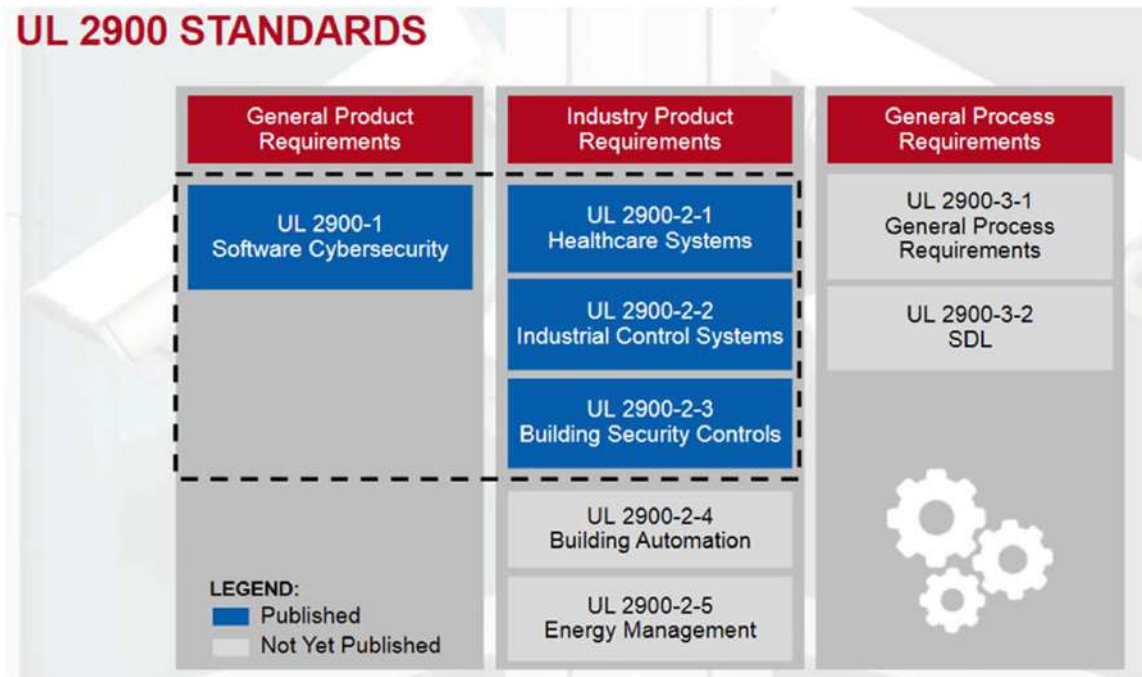 UL 2900 STANDARDS
General Product
Requirements
UL 2900-1
Software Cybersecurity
LEGEND:
Published
Not Yet Published
Industry Product
Requirements
UL 2900-2-1
Healthcare Systems
UL 2900-2-2
Industrial Control Systems
UL 2900-2-3
Building Security Controls
UL 2900-2-4
Building Automation
UL 2900-2-5
Energy Management
General Process
Requirements
UL 2900-3-1
General Process
Requirements
UL 2900-3-2
SDL